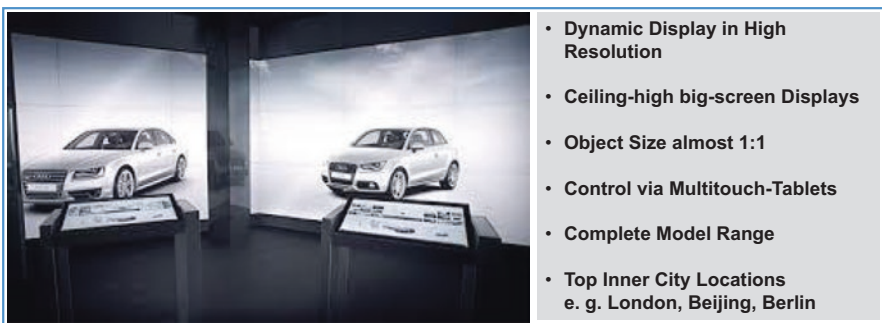 • Dynamic Display in High
Resolution
• Ceiling-high big-screen Displays
• Object Size almost 1:1
• Control via Multitouch-Tablets
• Complete Model Range
• Top Inner City Locations
e. g. London, Beijing, Berlin